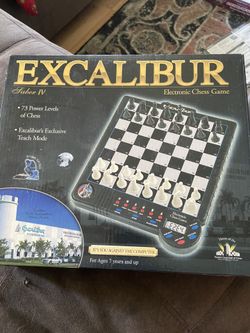 EXCALIBUR
Saber IV
Electronic Chess Game
• 73 Power Levels
of Chess
• Excalibur's Exclusive
Teach Mode
Excalibur
IT'S YOU AGAINST THE COMPUTER
For Ages 7 years and up